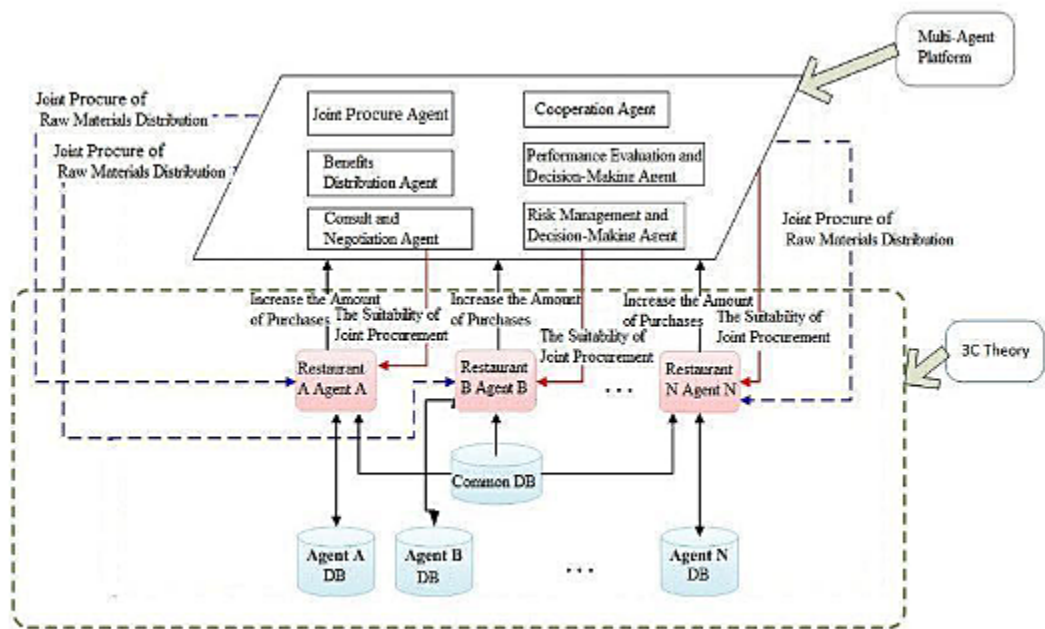 Multi-Agent
Platform
Joint Procure of
Raw Materials Distribution
Joint Procure of
Raw Materials Distribution
Joint Procure Agent
Cooperation Agent
Benefits
Distribution Agent
Performance Evaluation and
Decision-Making Agent
Consult and
Negotiation Agent
Risk Management and
Decision-Making Agent
Joint Procure of
Raw Materials Distribution
Increase the Amount
of Purchases
The Suitability of
Joint Procurement
Increase the Amount
of Purchases
The Suitability of
Joint Procurement
Increase the Amount
of Purchases
The Suitability of
Joint Procurement
3C Theory
Restaurant
A Agent A
Restaurant
B Agent B
...
Restaurant
N Agent N
Common DB
Agent A
DB
Agent B
DB
...
Agent N
DB